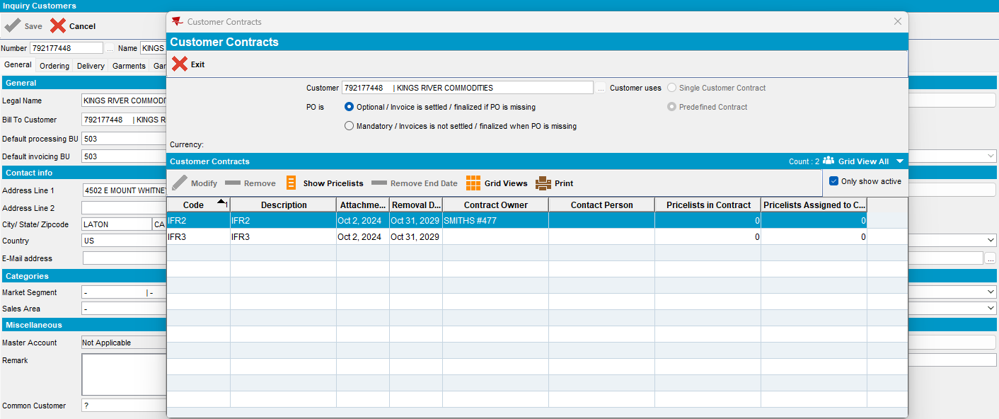 Inquiry Customers
Save Cancel
Number 792177448 ... Name KINGS
General Ordering Delivery Garments Gar
General
Legal Name KINGS RIVER COMMODIT
Bill To Customer 792177448 | KINGS R
Default processing BU 503
Default invoicing BU 503
Contact info
Address Line 1 4502 E MOUNT WHITNEY
Address Line 2
City/ State/ Zipcode LATON CA
Country US
E-Mail address
...
Categories
Market Segment - | -
Sales Area -
Miscellaneous
Master Account Not Applicable
Remark
Common Customer ?
Customer Contracts
Customer Contracts
Exit
Customer 792177448 | KINGS RIVER COMMODITIES ... Customer uses Single Customer Contract
PO is Optional / Invoice is settled / finalized if PO is missing Predefined Contract
Mandatory / Invoices is not settled / finalized when PO is missing
Currency:
Customer Contracts Count : 2 Grid View All
Modify Remove Show Pricelists Remove End Date Grid Views Print Only show active
Code 1 Description Attachme... Removal D... Contract Owner Contact Person Pricelists in Contract Pricelists Assigned to C...
IFR2 IFR2 Oct 2, 2024 Oct 31, 2029 SMITHS #477 0 0
IFR3 IFR3 Oct 2, 2024 Oct 31, 2029 0 0